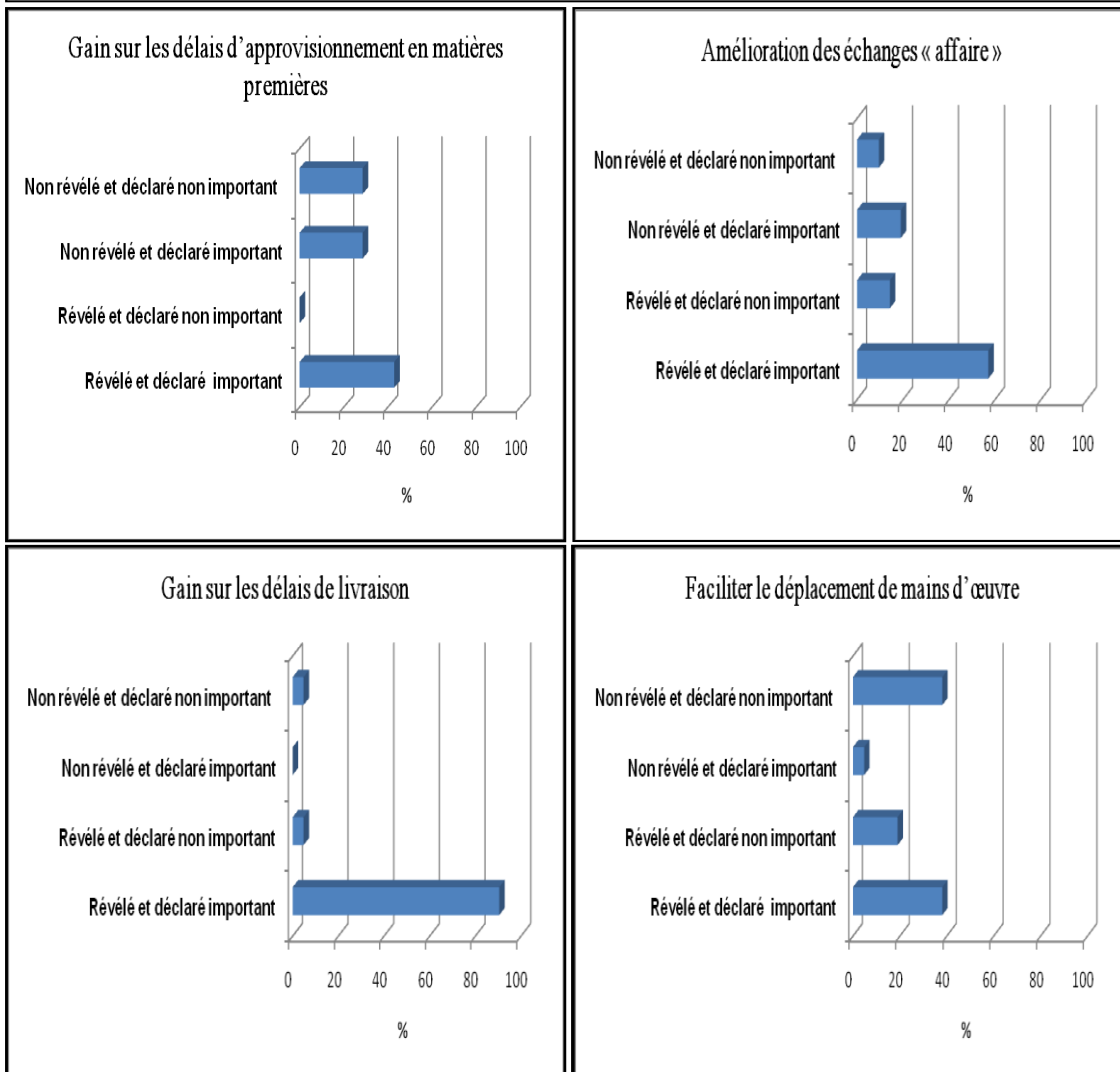 Gain sur les délais d’approvisionnement en matières
premières
Non révélé et déclaré non important
Non révélé et déclaré important
Révélé et déclaré non important
Révélé et déclaré important
0 20 40 60 80 100
%
Amélioration des échanges « affaire »
Non révélé et déclaré non important
Non révélé et déclaré important
Révélé et déclaré non important
Révélé et déclaré important
0 20 40 60 80 100
%
Gain sur les délais de livraison
Non révélé et déclaré non important
Non révélé et déclaré important
Révélé et déclaré non important
Révélé et déclaré important
0 20 40 60 80 100
%
Faciliter le déplacement de mains d’œuvre
Non révélé et déclaré non important
Non révélé et déclaré important
Révélé et déclaré non important
Révélé et déclaré important
0 20 40 60 80 100
%